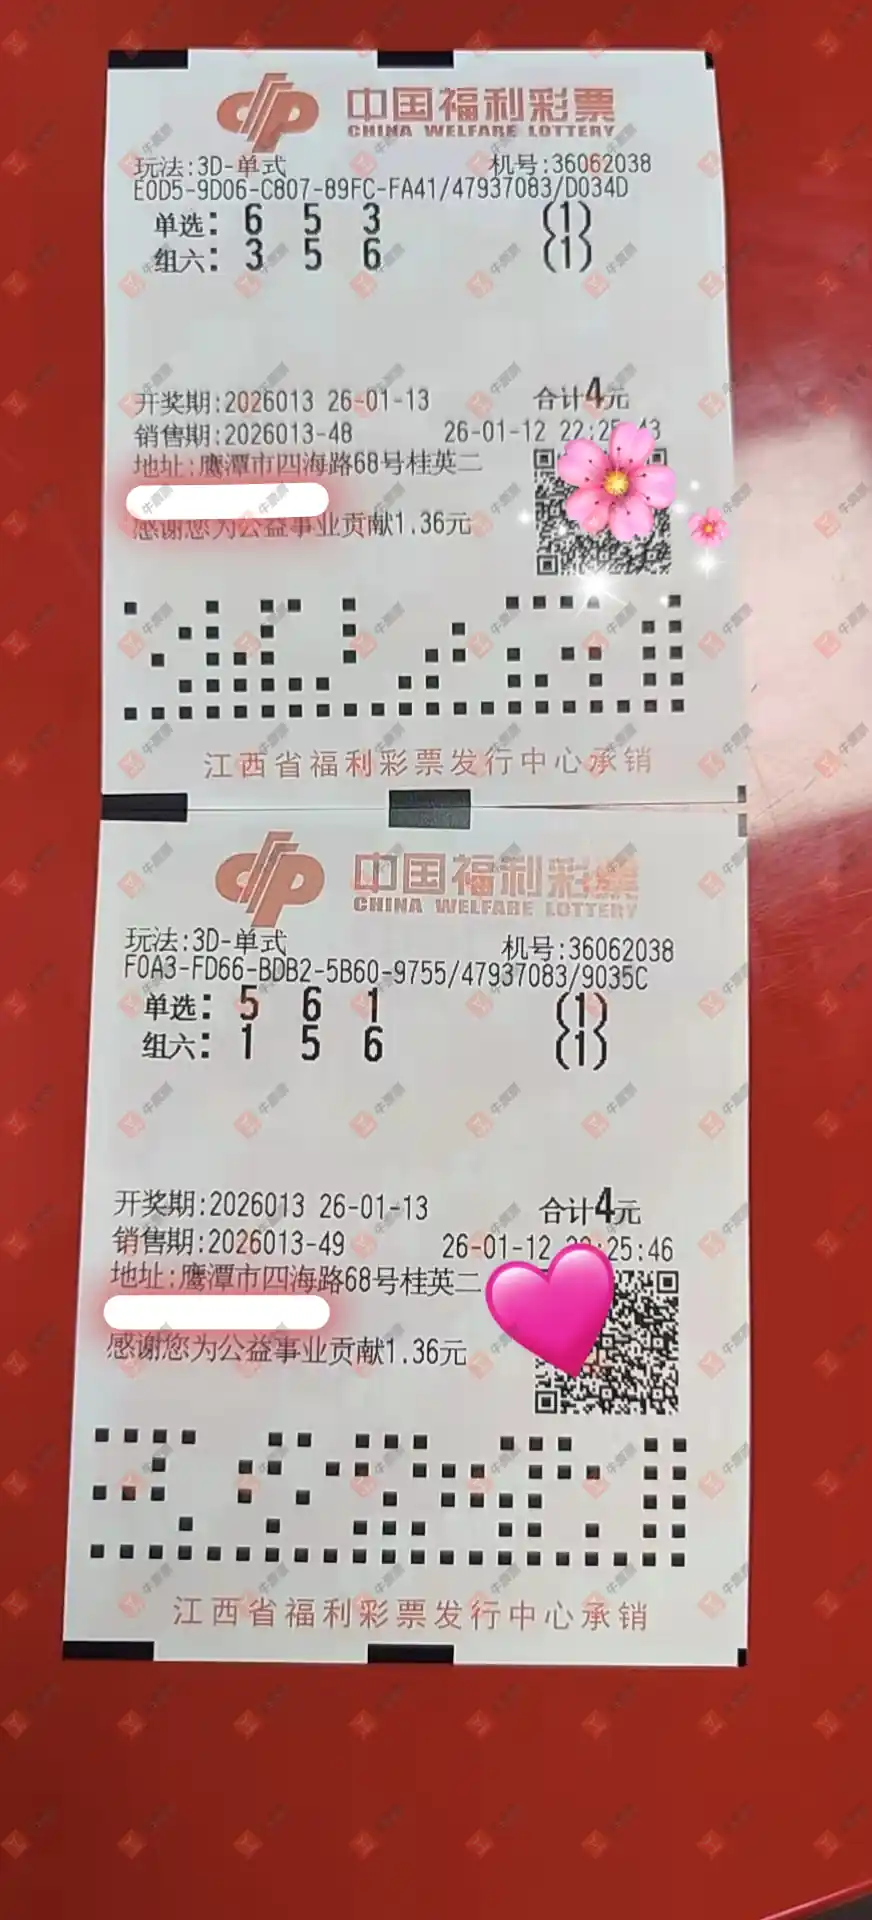 中国福利彩票
CHINA WELFARE LOTTERY
玩法:3D-单式 机号:36062038
E0D5-9D06-C807-89FC-FA41/47937083/D034D
单选: 6 5 3 (1)
组六: 3 5 6 (1)
开奖期:2026013 26-01-13 合计4元
销售期:2026013-48 26-01-12 22:25:43
地址:鹰潭市四海路68号桂英二
感谢您为公益事业贡献1.36元
江西省福利彩票发行中心承销
中国福利彩票
CHINA WELFARE LOTTERY
玩法:3D-单式 机号:36062038
F0A3-FD66-BDB2-5B60-9755/47937083/9035C
单选: 5 6 1 (1)
组六: 1 5 6 (1)
开奖期:2026013 26-01-13 合计4元
销售期:2026013-49 26-01-12 :25:46
地址:鹰潭市四海路68号桂英二
感谢您为公益事业贡献1.36元
江西省福利彩票发行中心承销